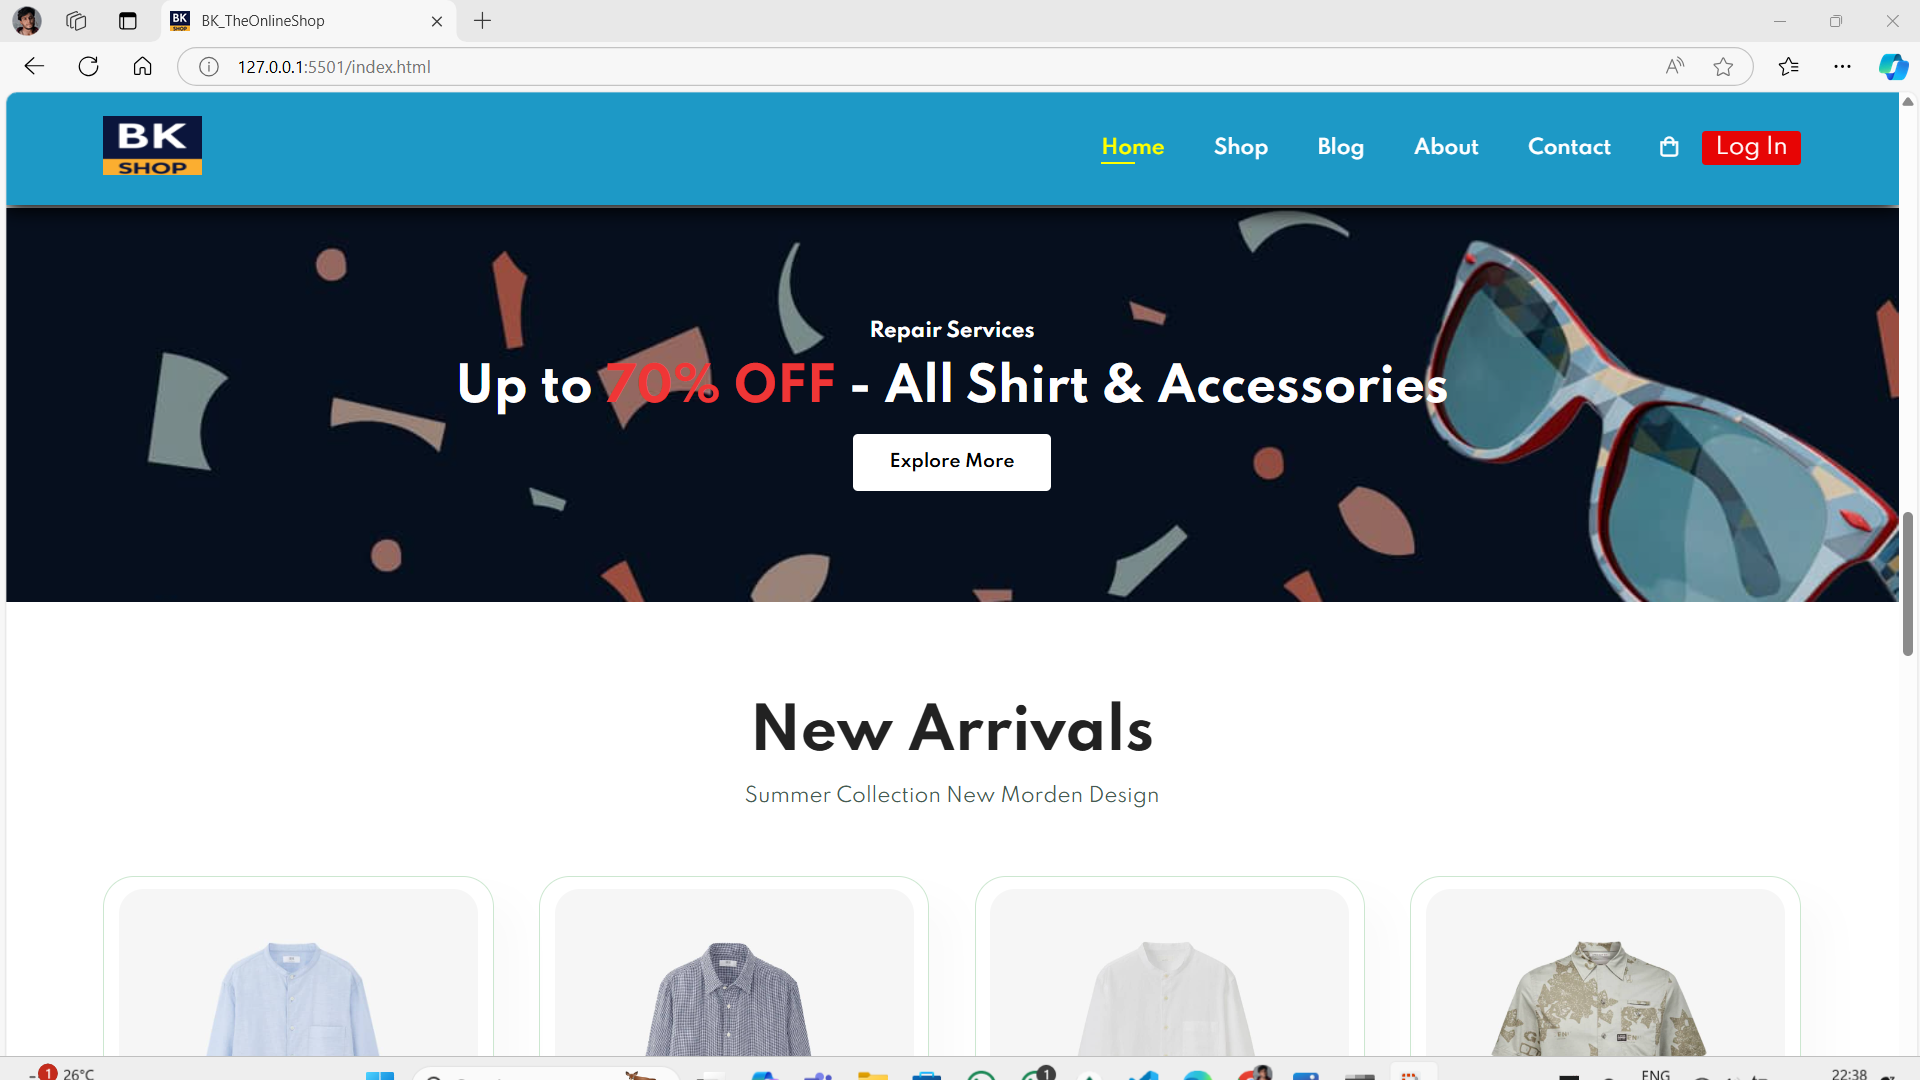 BK_TheOnlineShop
127.0.0.1:5501/index.html
BK
SHOP
Home
Shop
Blog
About
Contact
Log In
Repair Services
Up to 70% OFF - All Shirt & Accessories
Explore More
New Arrivals
Summer Collection New Morden Design
1
26°C
1
ENG
22:38